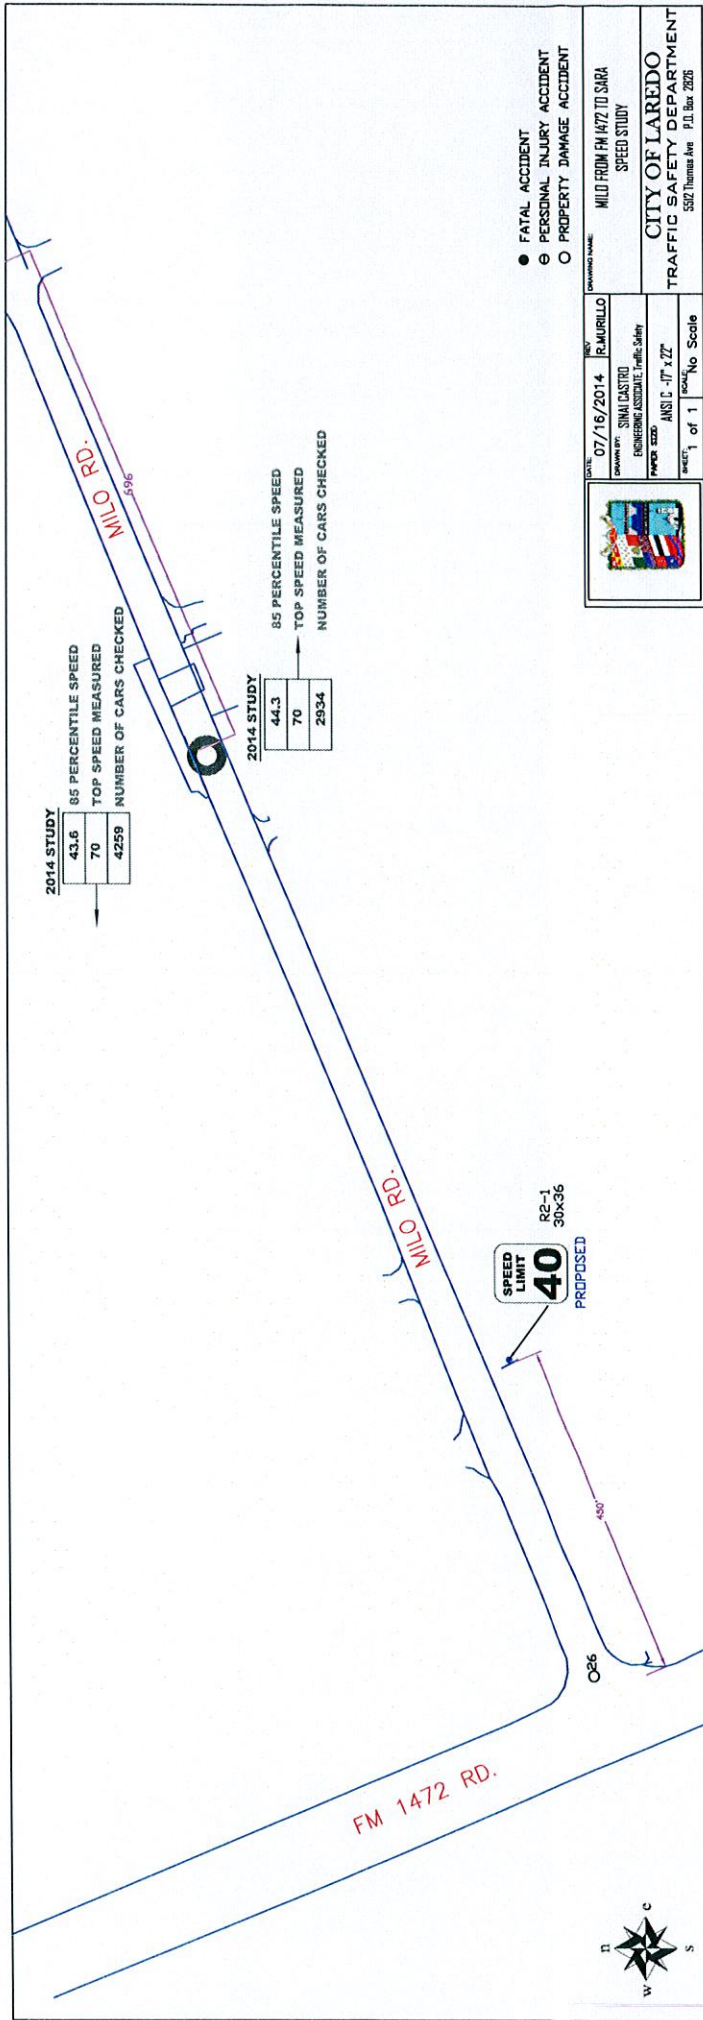 2014 STUDY
43.6 85 PERCENTILE SPEED
70 TOP SPEED MEASURED
4259 NUMBER OF CARS CHECKED
MILO RD.
696
2014 STUDY
44.3 85 PERCENTILE SPEED
70 TOP SPEED MEASURED
2934 NUMBER OF CARS CHECKED
MILO RD.
SPEED
LIMIT
40
R2-1
30x36
PROPOSED
450'
26
FM 1472 RD.
n
w e
s
FATAL ACCIDENT
PERSONAL INJURY ACCIDENT
PROPERTY DAMAGE ACCIDENT
DATE: 07/16/2014
REV: R.MURILLO
DRAWN BY: SINAI CASTRO
ENGINEERING ASSOCIATE, Traffic Safety
PAPER SIZE: ANSI C -17" x 22"
SHEET: 1 of 1
SCALE: No Scale
DRAWING NAME:
MILO FROM FM 1472 TO SARA
SPEED STUDY
CITY OF LAREDO
TRAFFIC SAFETY DEPARTMENT
5512 Thomas Ave P.O. Box 2826